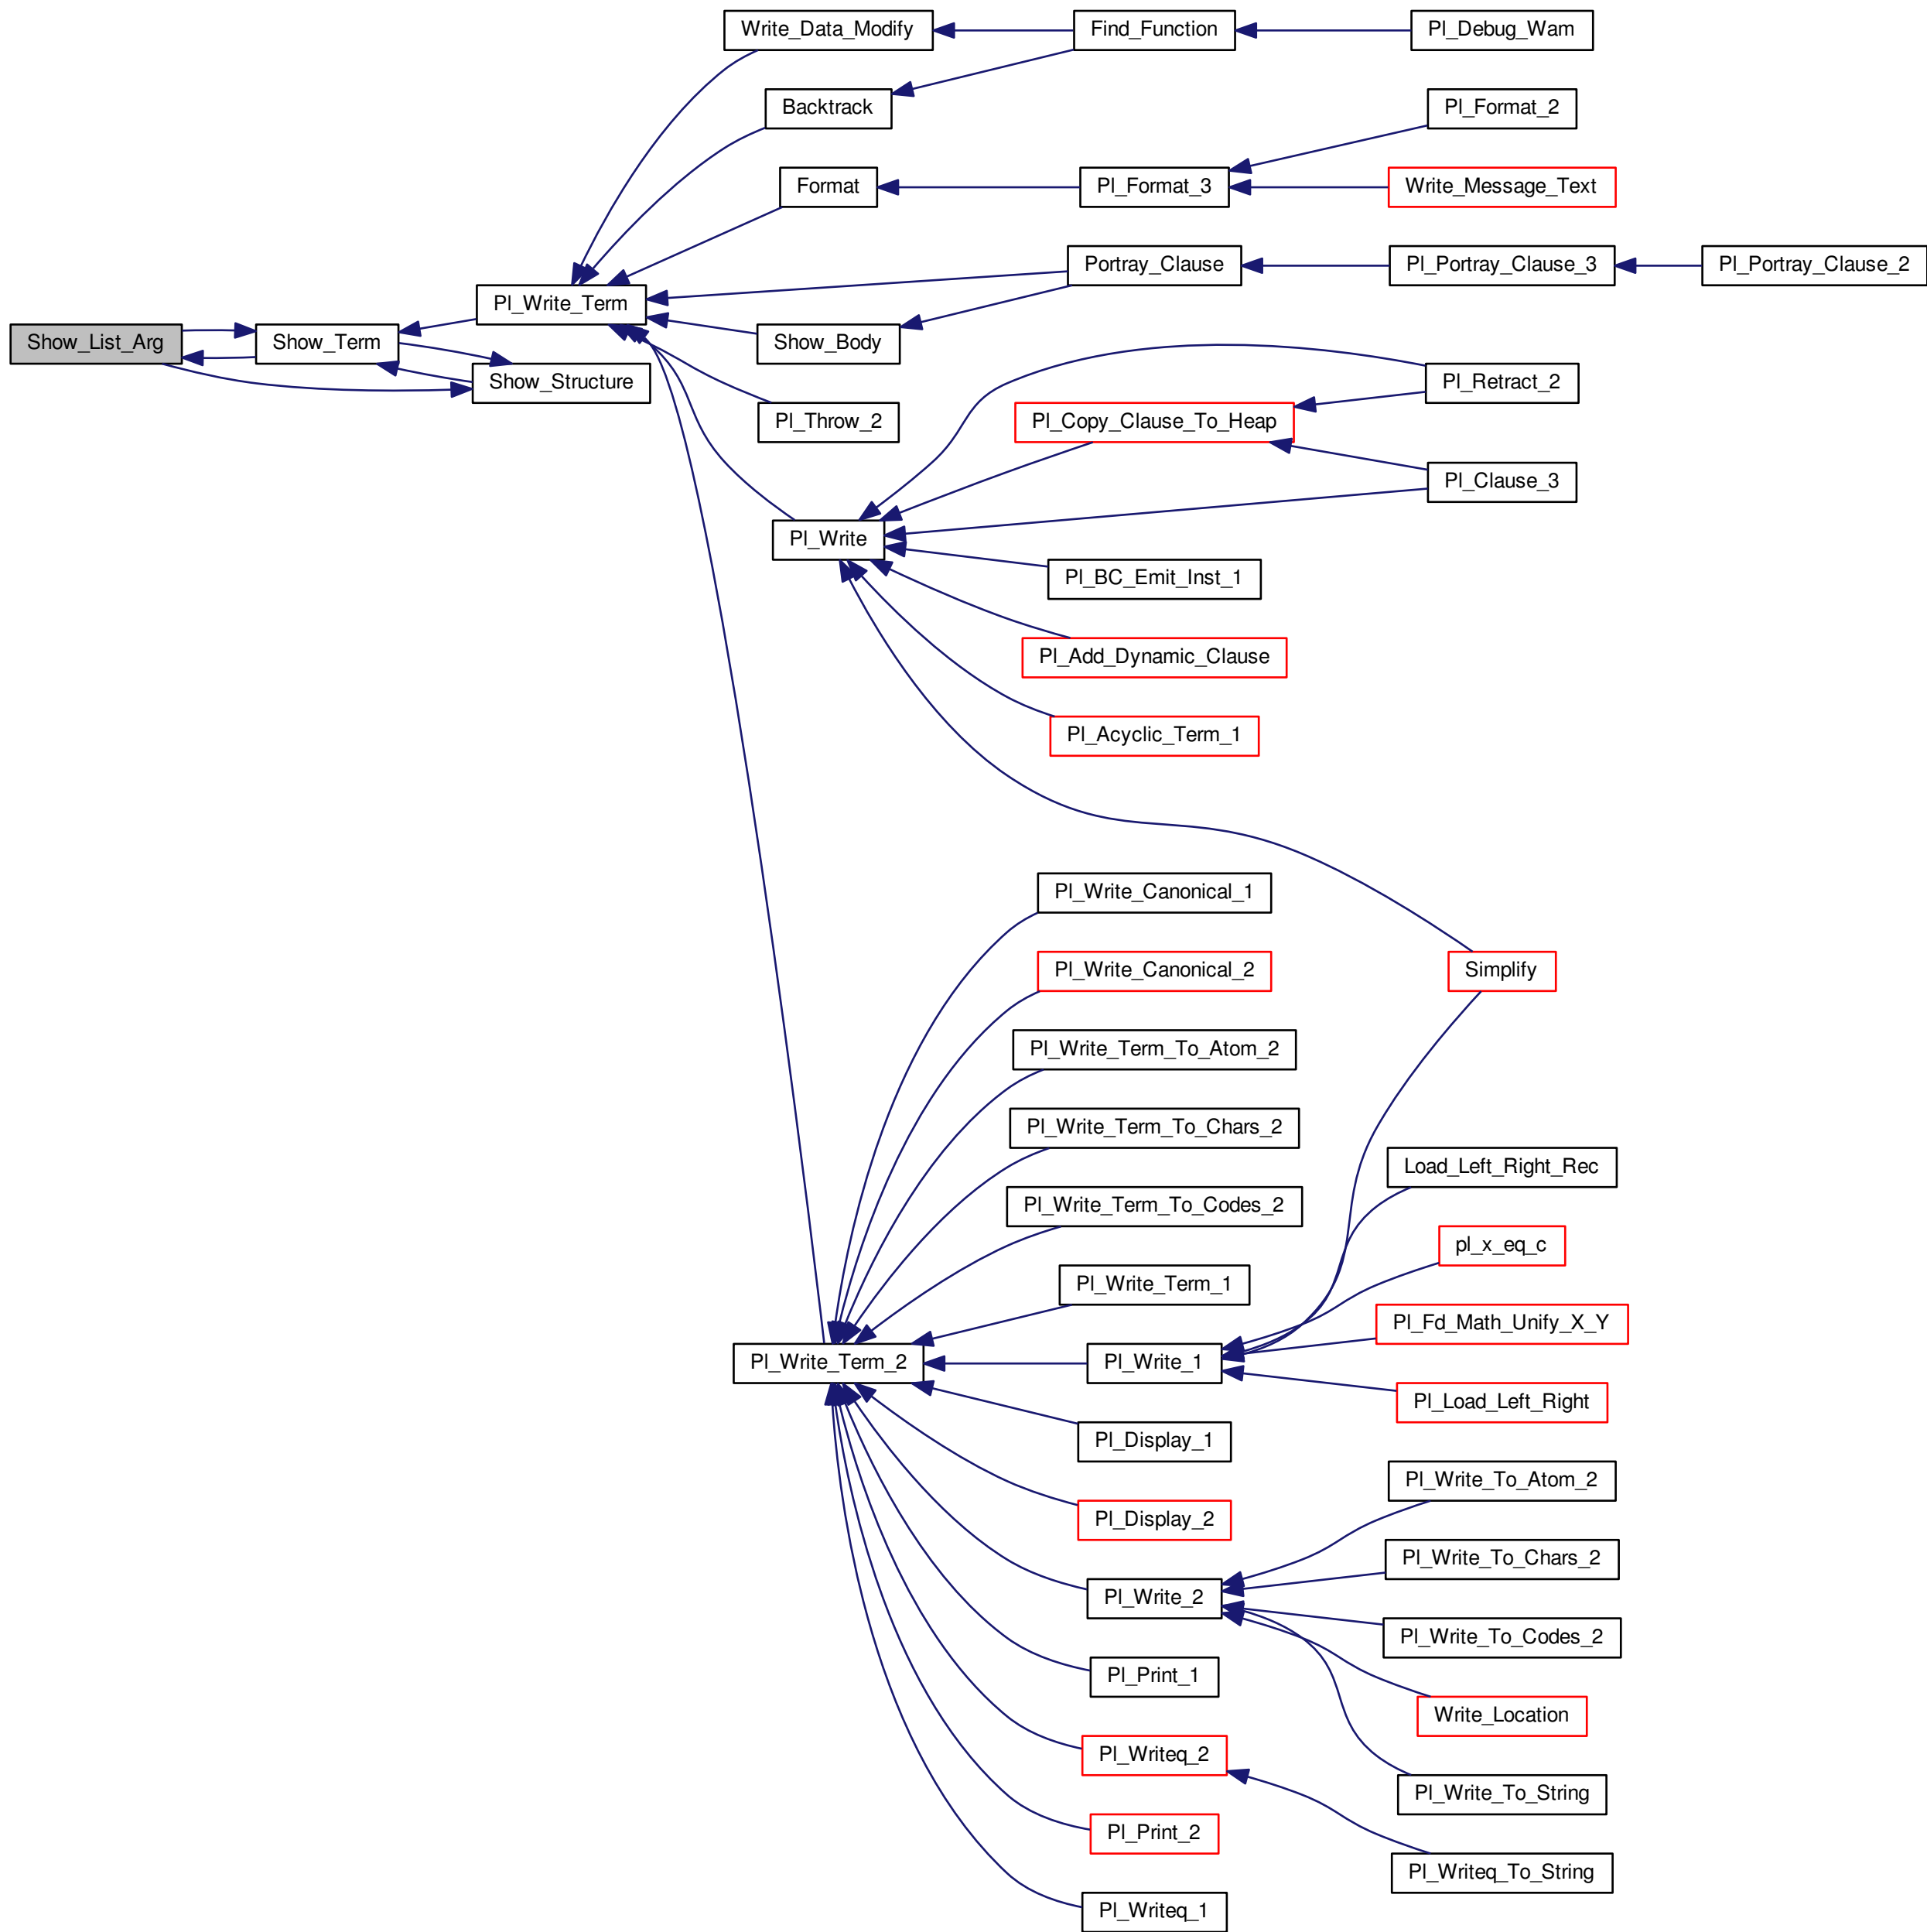 Write_Data_Modify
Find_Function
Pl_Debug_Wam
Backtrack
Pl_Format_2
Format
Pl_Format_3
Write_Message_Text
Portray_Clause
Pl_Portray_Clause_3
Pl_Portray_Clause_2
Pl_Write_Term
Show_List_Arg
Show_Term
Show_Body
Show_Structure
Pl_Retract_2
Pl_Throw_2
Pl_Copy_Clause_To_Heap
Pl_Clause_3
Pl_Write
Pl_BC_Emit_Inst_1
Pl_Add_Dynamic_Clause
Pl_Acyclic_Term_1
Pl_Write_Canonical_1
Pl_Write_Canonical_2
Simplify
Pl_Write_Term_To_Atom_2
Pl_Write_Term_To_Chars_2
Load_Left_Right_Rec
Pl_Write_Term_To_Codes_2
pl_x_eq_c
Pl_Write_Term_1
Pl_Fd_Math_Unify_X_Y
Pl_Write_Term_2
Pl_Write_1
Pl_Load_Left_Right
Pl_Display_1
Pl_Write_To_Atom_2
Pl_Display_2
Pl_Write_To_Chars_2
Pl_Write_2
Pl_Write_To_Codes_2
Pl_Print_1
Write_Location
Pl_Writeq_2
Pl_Write_To_String
Pl_Print_2
Pl_Writeq_To_String
Pl_Writeq_1